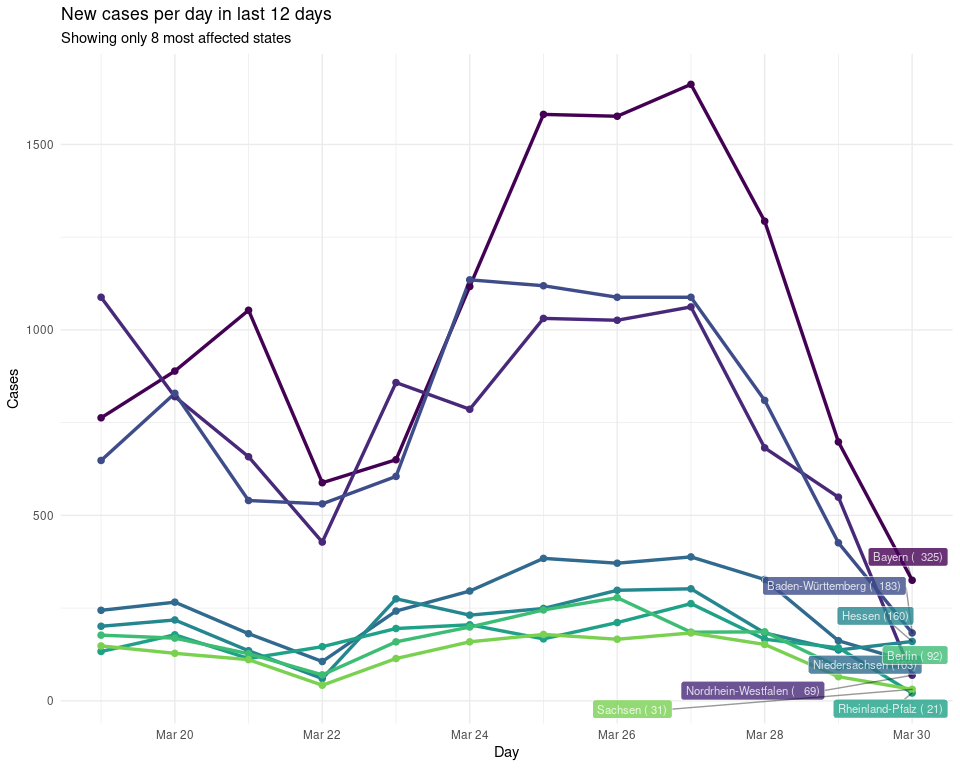 New cases per day in last 12 days
Showing only 8 most affected states
Cases
1500
1000
500
0
Bayern ( 325)
Baden-Württemberg ( 183)
Hessen (160)
Berlin ( 92)
Niedersachsen (103)
Nordrhein-Westfalen ( 69)
Sachsen ( 31)
Rheinland-Pfalz ( 21)
Mar 20
Mar 22
Mar 24
Mar 26
Mar 28
Mar 30
Day